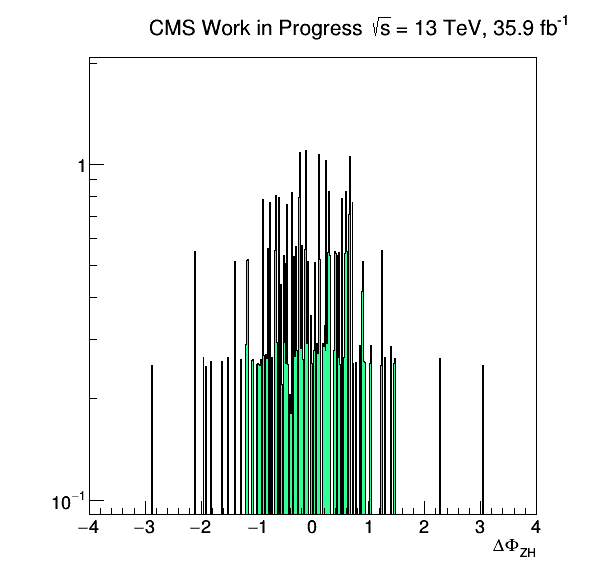 CMS Work in Progress √s = 13 TeV, 35.9 fb⁻¹
1
10⁻¹
−4 −3 −2 −1 0 1 2 3 4
ΔΦ_ZH